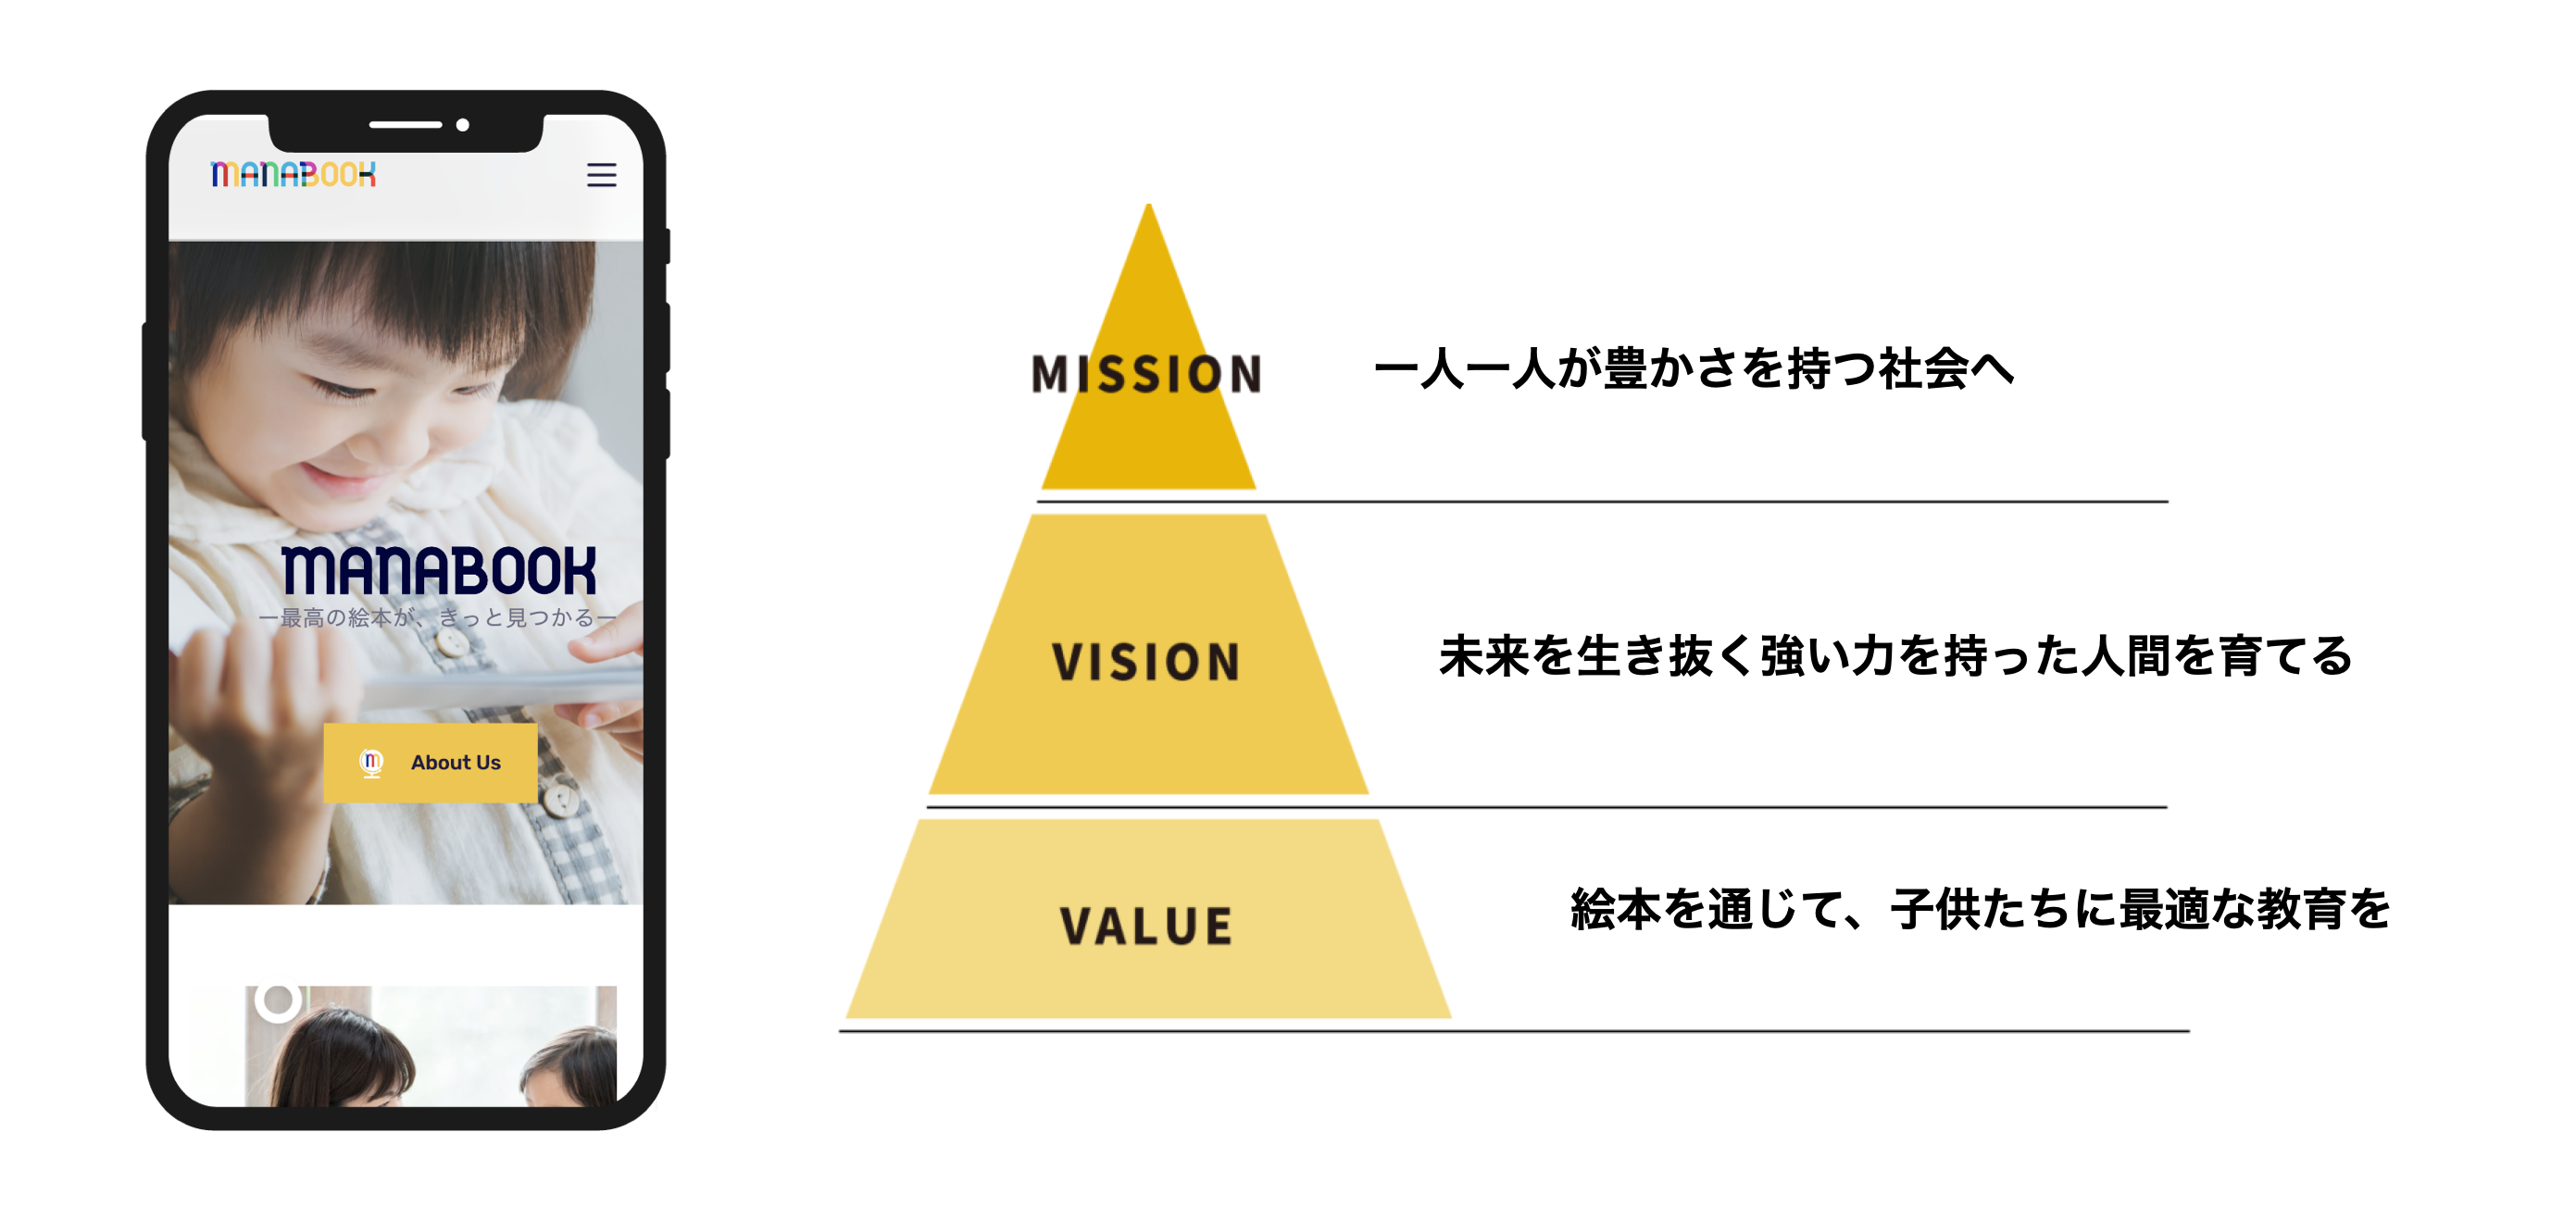 MANABOOK
MANABOOK
ー最高の絵本が、きっと見つかるー
m
About Us
MISSION
一人一人が豊かさを持つ社会へ
VISION
未来を生き抜く強い力を持った人間を育てる
VALUE
絵本を通じて、子供たちに最適な教育を